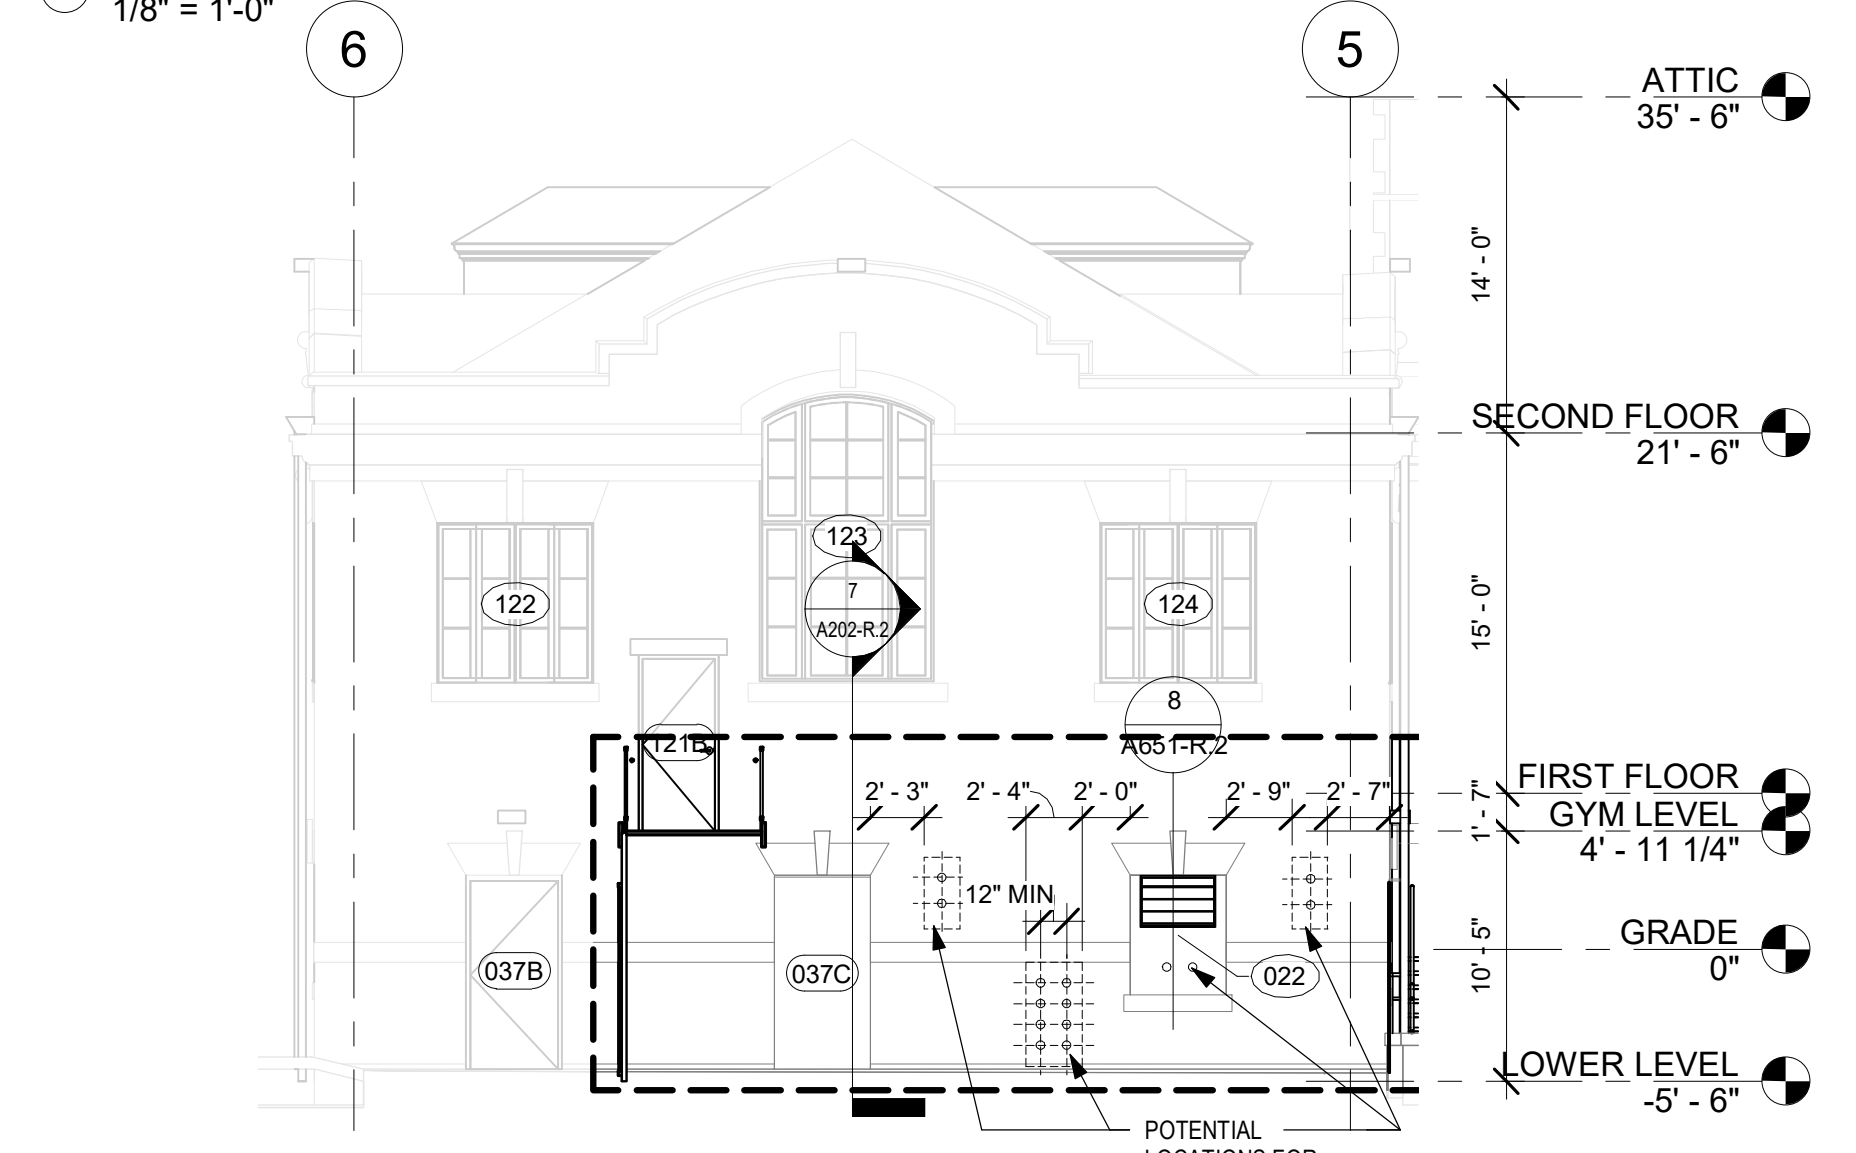 1/8" = 1'-0"
6
5
ATTIC
35' - 6"
14' - 0"
SECOND FLOOR
21' - 6"
123
7
A202-R.2
122
124
15' - 0"
8
A651-R.2
121B
2' - 3"
2' - 4"
2' - 0"
2' - 9"
2' - 7"
FIRST FLOOR
1' - 7"
GYM LEVEL
4' - 11 1/4"
12" MIN
GRADE
0"
10' - 5"
037B
037C
022
LOWER LEVEL
-5' - 6"
POTENTIAL
LOCATIONS FOR